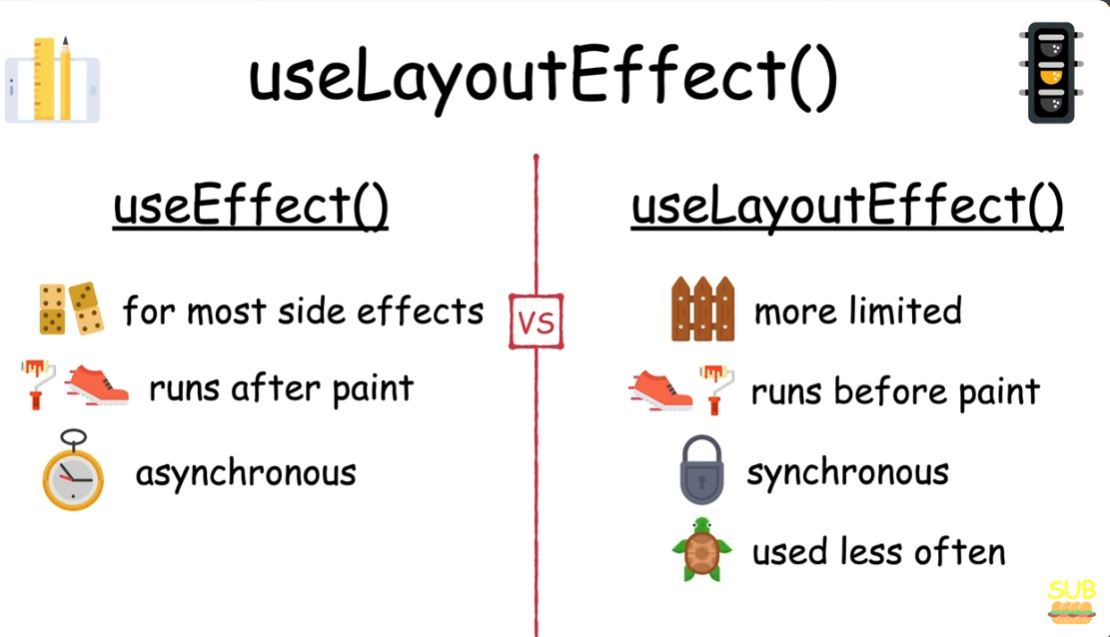 useLayoutEffect()
useEffect()
for most side effects
runs after paint
asynchronous
vs
useLayoutEffect()
more limited
runs before paint
synchronous
used less often
SUB